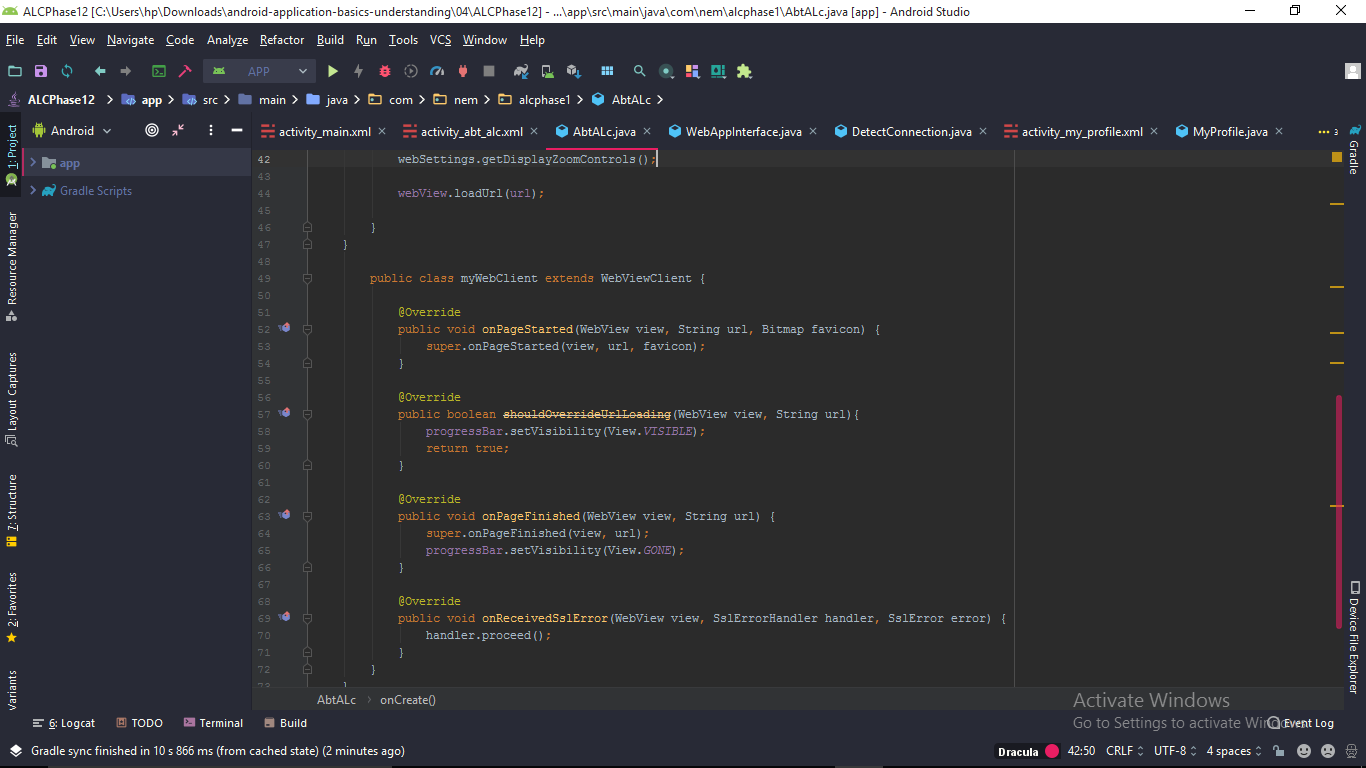 ALCPhase12 [C:\Users\hp\Downloads\android-application-basics-understanding\04\ALCPhase12] - ...\app\src\main\java\com\nem\alcphase1\AbtALc.java [app] - Android Studio
File Edit View Navigate Code Analyze Refactor Build Run Tools VCS Window Help
APP
ALCPhase12 app src main java com nem alcphase1 AbtALc
Android
activity_main.xml activity_abt_alc.xml AbtALc.java WebAppInterface.java DetectConnection.java activity_my_profile.xml MyProfile.java 3
app
Gradle Scripts
1: Project
Resource Manager
Layout Captures
7: Structure
2: Favorites
Variants
42 webSettings.getDisplayZoomControls();
43
44 webView.loadUrl(url);
45
46 }
47 }
48
49 public class myWebClient extends WebViewClient {
50
51 @Override
52 public void onPageStarted(WebView view, String url, Bitmap favicon) {
53 super.onPageStarted(view, url, favicon);
54 }
55
56 @Override
57 public boolean shouldOverrideUrlLoading(WebView view, String url){
58 progressBar.setVisibility(View.VISIBLE);
59 return true;
60 }
61
62 @Override
63 public void onPageFinished(WebView view, String url) {
64 super.onPageFinished(view, url);
65 progressBar.setVisibility(View.GONE);
66 }
67
68 @Override
69 public void onReceivedSslError(WebView view, SslErrorHandler handler, SslError error) {
70 handler.proceed();
71 }
72 }
73 }
Gradle
Device File Explorer
AbtALc onCreate()
Activate Windows
Go to Settings to activate Windows.
6: Logcat TODO Terminal Build Event Log
Gradle sync finished in 10 s 866 ms (from cached state) (2 minutes ago) Dracula 42:50 CRLF UTF-8 4 spaces